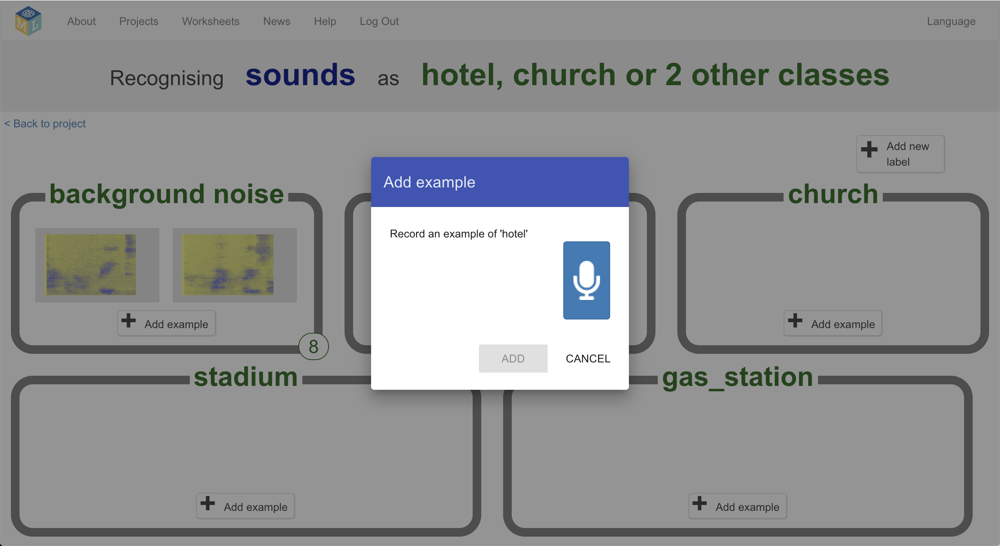 M L
About Projects Worksheets News Help Log Out Language
Recognising sounds as hotel, church or 2 other classes
< Back to project
Add new
label
background noise
church
Add example
Record an example of 'hotel'
Add example
Add example
8
ADD CANCEL
stadium
gas_station
Add example
Add example